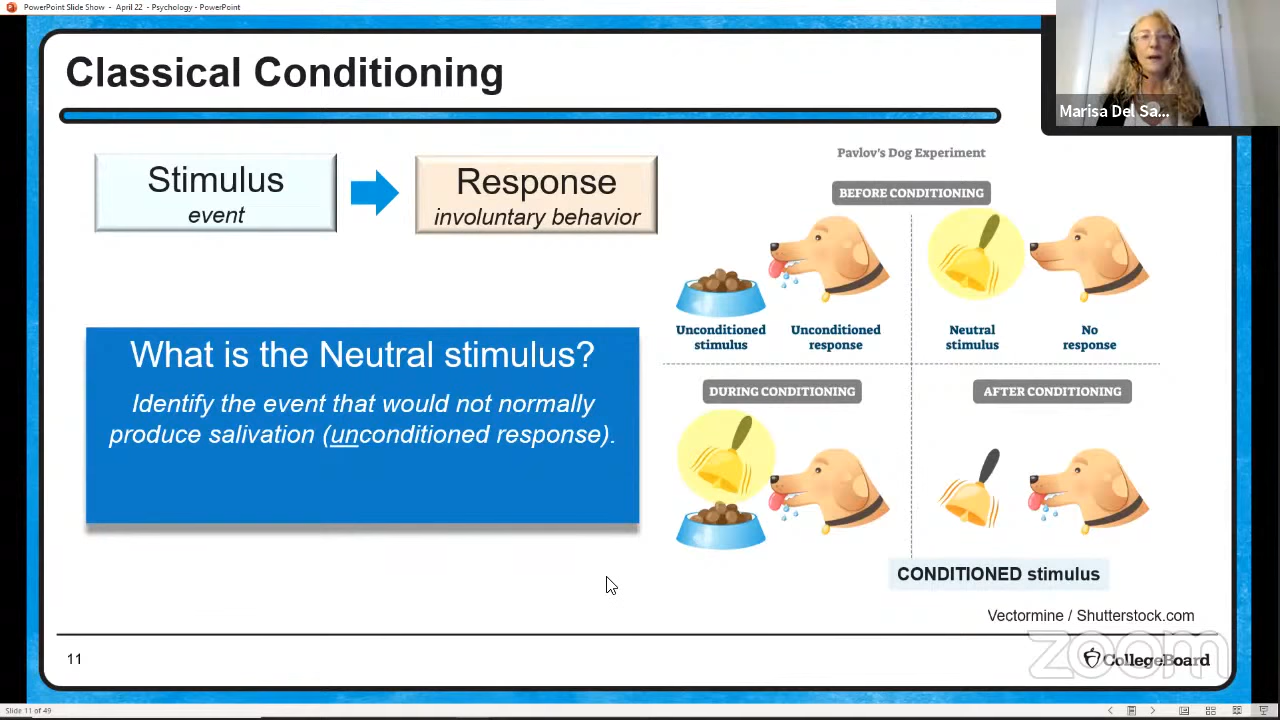 PowerPoint Slide Show - April 22 - Psychology - PowerPoint
Classical Conditioning
Marisa Del Sa...
Stimulus
event
Response
involuntary behavior
What is the Neutral stimulus?
Identify the event that would not normally
produce salivation (unconditioned response).
Pavlov's Dog Experiment
BEFORE CONDITIONING
Unconditioned
stimulus
Unconditioned
response
Neutral
stimulus
No
response
DURING CONDITIONING
AFTER CONDITIONING
CONDITIONED stimulus
Vectormine / Shutterstock.com
11
zoom
CollegeBoard
Slide 11 of 49